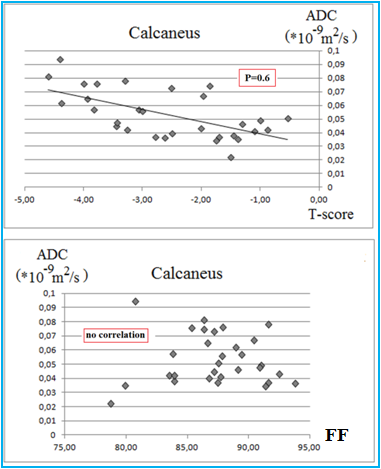 Calcaneus
ADC
(*10⁻⁹m²/s)
P=0.6
0,1
0,09
0,08
0,07
0,06
0,05
0,04
0,03
0,02
0,01
0
-5,00 -4,00 -3,00 -2,00 -1,00 0,00
T-score
ADC
(*10⁻⁹m²/s)
Calcaneus
0,1
0,09
0,08
0,07
0,06
0,05
0,04
0,03
0,02
0,01
0
no correlation
75,00 80,00 85,00 90,00 95,00
FF